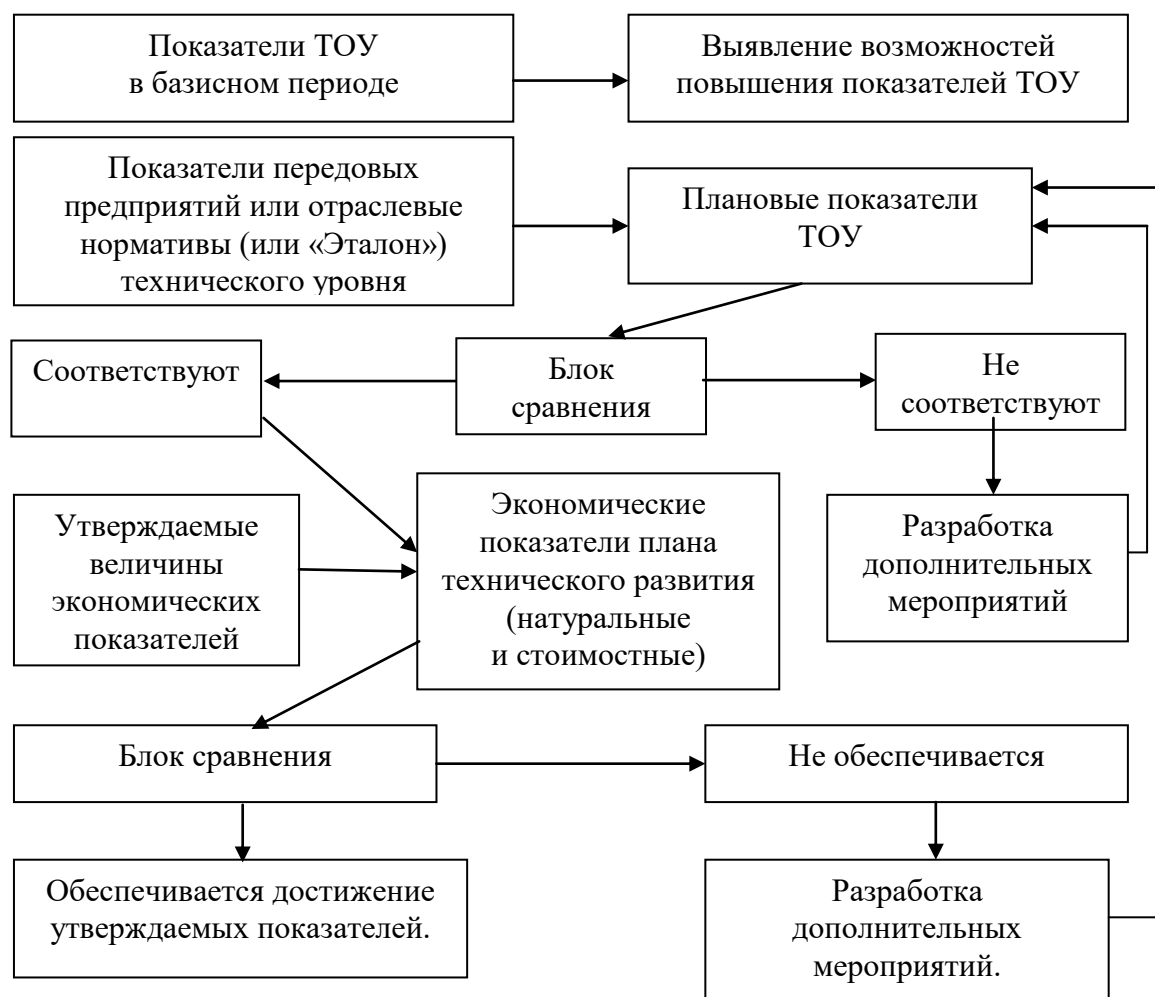 Показатели ТОУ
в базисном периоде
Выявление возможностей
повышения показателей ТОУ
Показатели передовых
предприятий или отраслевые
нормативы (или «Эталон»)
технического уровня
Плановые показатели
ТОУ
Соответствуют
Блок
сравнения
Не
соответствуют
Утверждаемые
величины
экономических
показателей
Экономические
показатели плана
технического развития
(натуральные
и стоимостные)
Разработка
дополнительных
мероприятий
Блок сравнения
Не обеспечивается
Обеспечивается достижение
утверждаемых показателей.
Разработка
дополнительных
мероприятий.